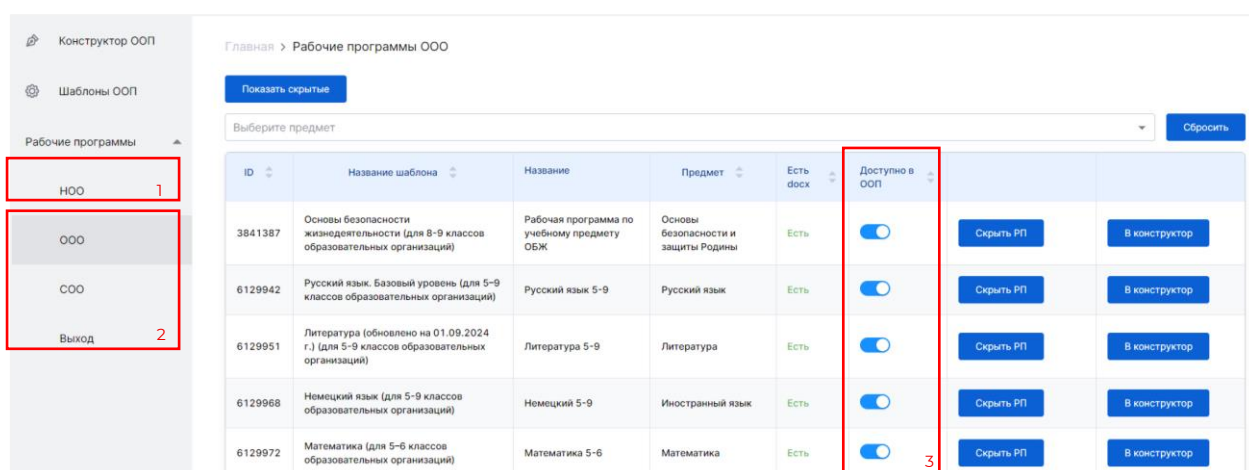 Конструктор ООП
Шаблоны ООП
Рабочие программы
НОО
1
ООО
СОО
Выход
2
Главная > Рабочие программы ООО
Показать скрытые
Выберите предмет
Сбросить
ID
Название шаблона
Название
Предмет
Есть
docx
Доступно в
ООП
3841387
Основы безопасности
жизнедеятельности (для 8-9 классов
образовательных организаций)
Рабочая программа по
учебному предмету
ОБЖ
Основы
безопасности и
защиты Родины
Есть
Скрыть РП
В конструктор
6129942
Русский язык. Базовый уровень (для 5–9
классов образовательных организаций)
Русский язык 5-9
Русский язык
Есть
Скрыть РП
В конструктор
6129951
Литература (обновлено на 01.09.2024
г.) (для 5-9 классов образовательных
организаций)
Литература 5-9
Литература
Есть
Скрыть РП
В конструктор
6129968
Немецкий язык (для 5-9 классов
образовательных организаций)
Немецкий 5-9
Иностранный язык
Есть
Скрыть РП
В конструктор
6129972
Математика (для 5–6 классов
образовательных организаций)
Математика 5-6
Математика
Есть
3
Скрыть РП
В конструктор